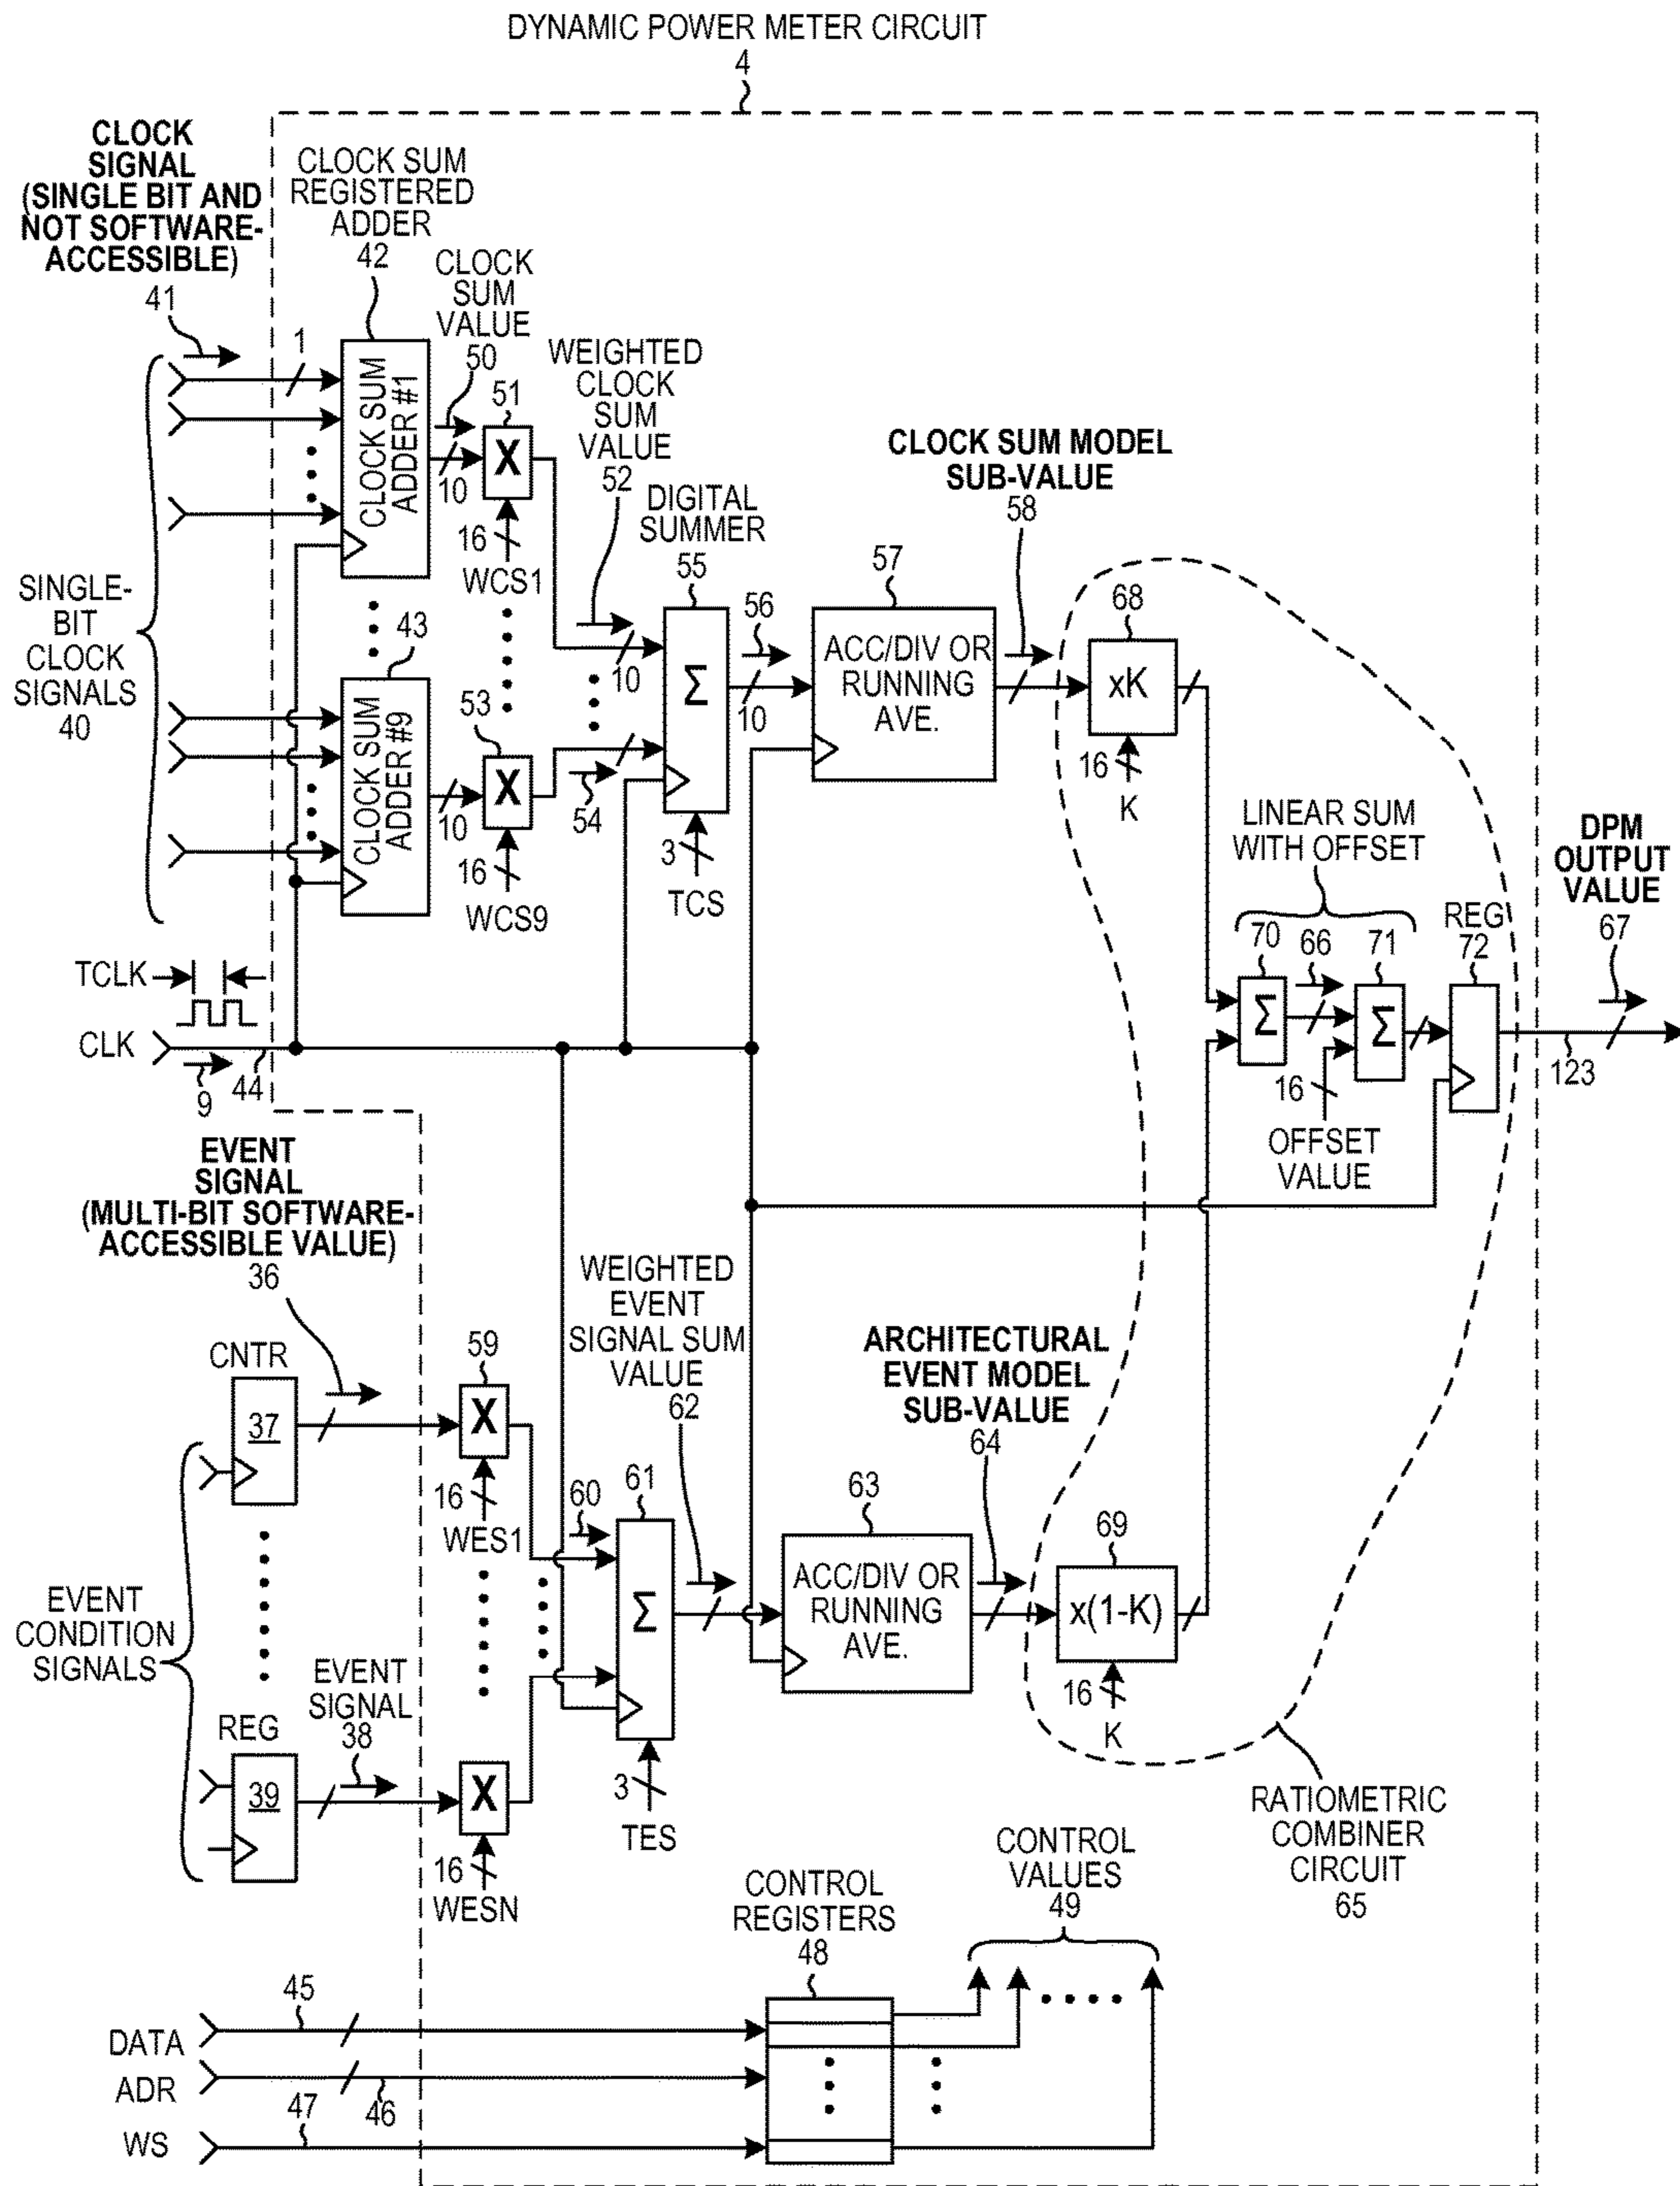 DYNAMIC POWER METER CIRCUIT
4
CLOCK
SIGNAL
(SINGLE BIT AND
NOT SOFTWARE-
ACCESSIBLE)
41
CLOCK SUM
REGISTERED
ADDER
42
CLOCK
SUM
VALUE
50
1
CLOCK SUM
ADDER #1
10
51
X
16
WCS1
WEIGHTED
CLOCK
SUM
VALUE
52
DIGITAL
SUMMER
55
SINGLE-
BIT
CLOCK
SIGNALS
40
43
CLOCK SUM
ADDER #9
10
53
X
16
WCS9
10
54
Σ
3
TCS
56
10
57
ACC/DIV OR
RUNNING
AVE.
CLOCK SUM MODEL
SUB-VALUE
58
68
xK
16
K
LINEAR SUM
WITH OFFSET
70
66
71
Σ
Σ
16
OFFSET
VALUE
REG
72
DPM
OUTPUT
VALUE
67
123
TCLK
CLK
9
44
EVENT
SIGNAL
(MULTI-BIT SOFTWARE-
ACCESSIBLE VALUE)
36
CNTR
37
59
X
16
WES1
WEIGHTED
EVENT
SIGNAL SUM
VALUE
62
60
61
Σ
3
TES
63
ACC/DIV OR
RUNNING
AVE.
ARCHITECTURAL
EVENT MODEL
SUB-VALUE
64
69
x(1-K)
16
K
EVENT
CONDITION
SIGNALS
REG
39
EVENT
SIGNAL
38
X
16
WESN
RATIOMETRIC
COMBINER
CIRCUIT
65
CONTROL
REGISTERS
48
CONTROL
VALUES
49
DATA
45
ADR
46
WS
47